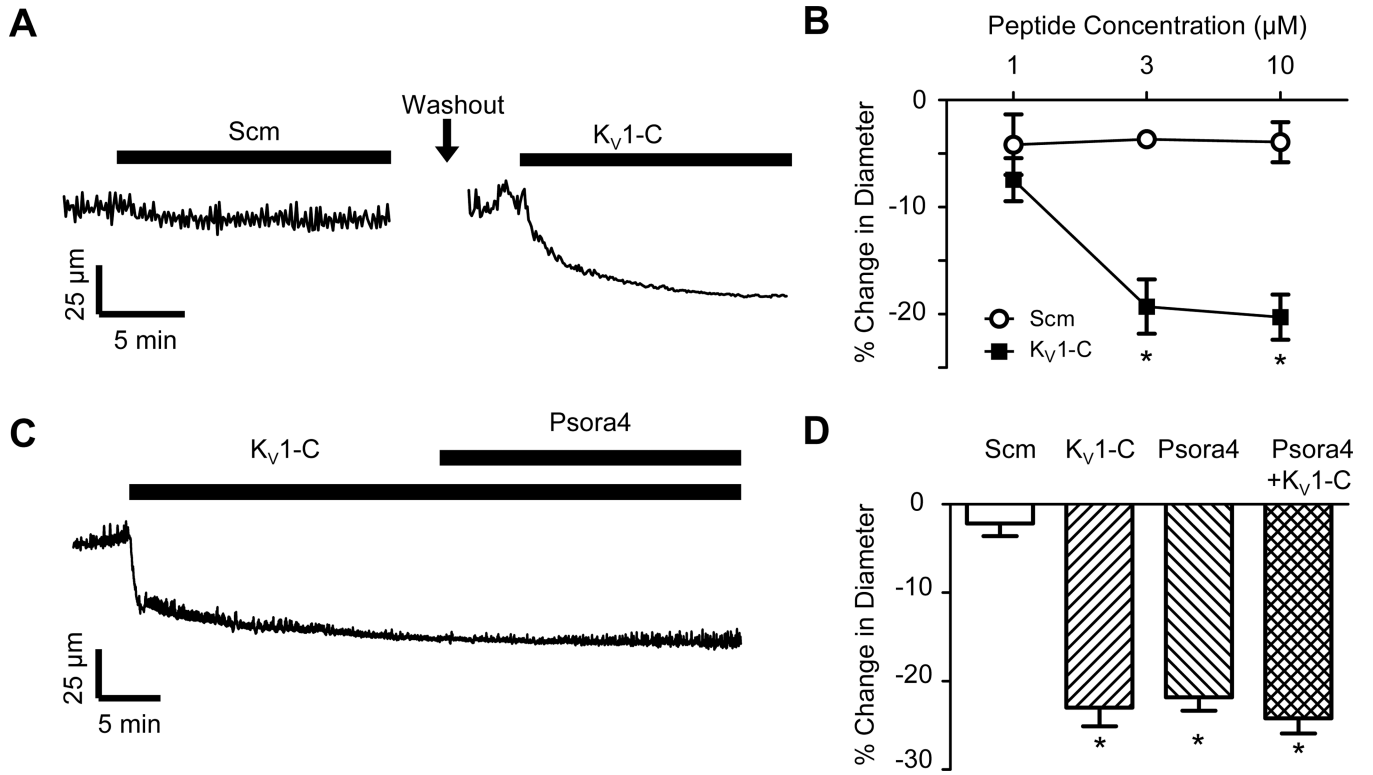 A
Scm
Washout
Kv1-C
25 µm
5 min
B
Peptide Concentration (µM)
1 3 10
% Change in Diameter
0
-10
-20
Scm
Kv1-C
* *
C
Psora4
Kv1-C
25 µm
5 min
D
Scm Kv1-C Psora4 Psora4
+Kv1-C
% Change in Diameter
0
-10
-20
-30
* * *